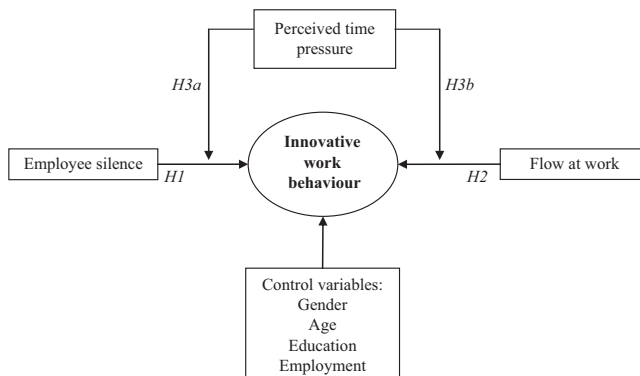 Perceived time
pressure
H3a
H3b
Employee silence
H1
Innovative
work
behaviour
H2
Flow at work
Control variables:
Gender
Age
Education
Employment